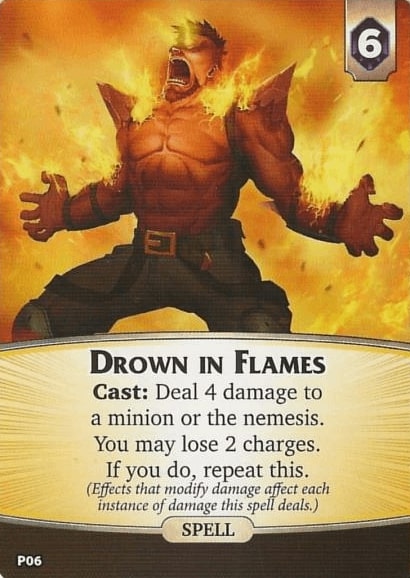 6
DROWN IN FLAMES
Cast: Deal 4 damage to
a minion or the nemesis.
You may lose 2 charges.
If you do, repeat this.
(Effects that modify damage affect each
instance of damage this spell deals.)
SPELL
P06